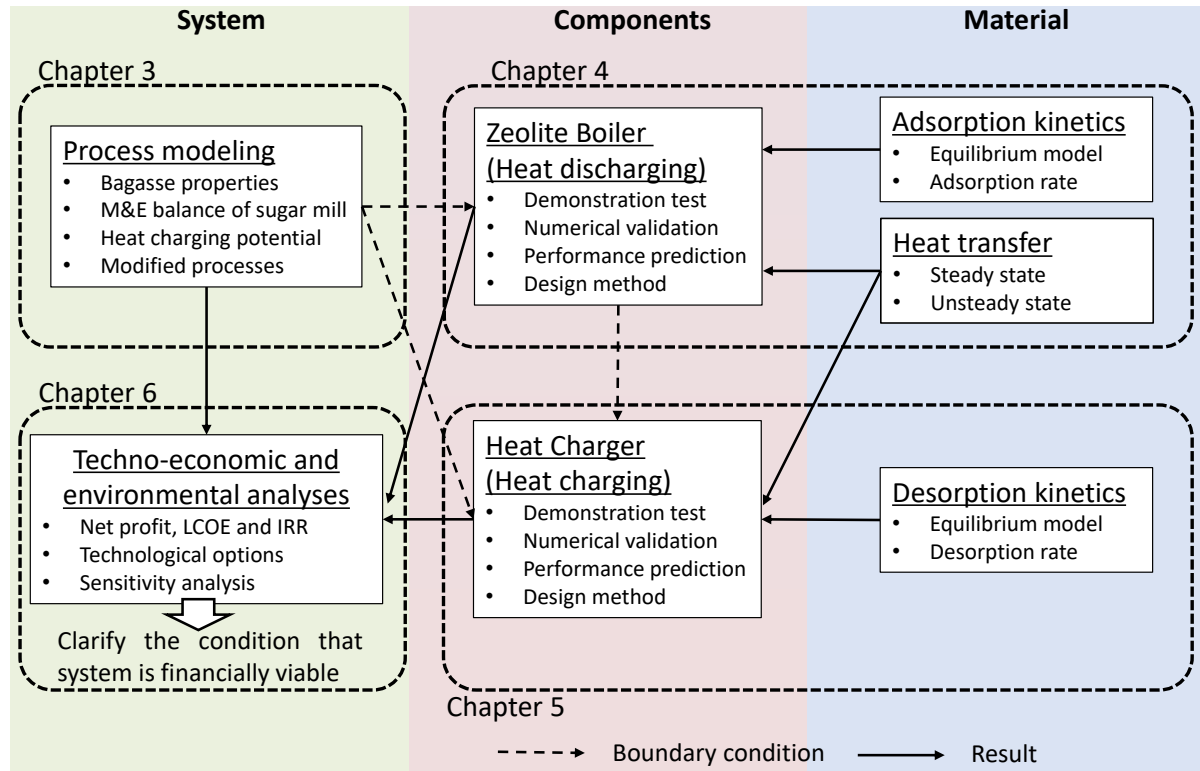 System
Components
Material
Chapter 3
Process modeling
• Bagasse properties
• M&E balance of sugar mill
• Heat charging potential
• Modified processes
Chapter 4
Zeolite Boiler
(Heat discharging)
• Demonstration test
• Numerical validation
• Performance prediction
• Design method
Adsorption kinetics
• Equilibrium model
• Adsorption rate
Heat transfer
• Steady state
• Unsteady state
Chapter 6
Techno-economic and
environmental analyses
• Net profit, LCOE and IRR
• Technological options
• Sensitivity analysis
Clarify the condition that
system is financially viable
Heat Charger
(Heat charging)
• Demonstration test
• Numerical validation
• Performance prediction
• Design method
Desorption kinetics
• Equilibrium model
• Desorption rate
Chapter 5
Boundary condition
Result